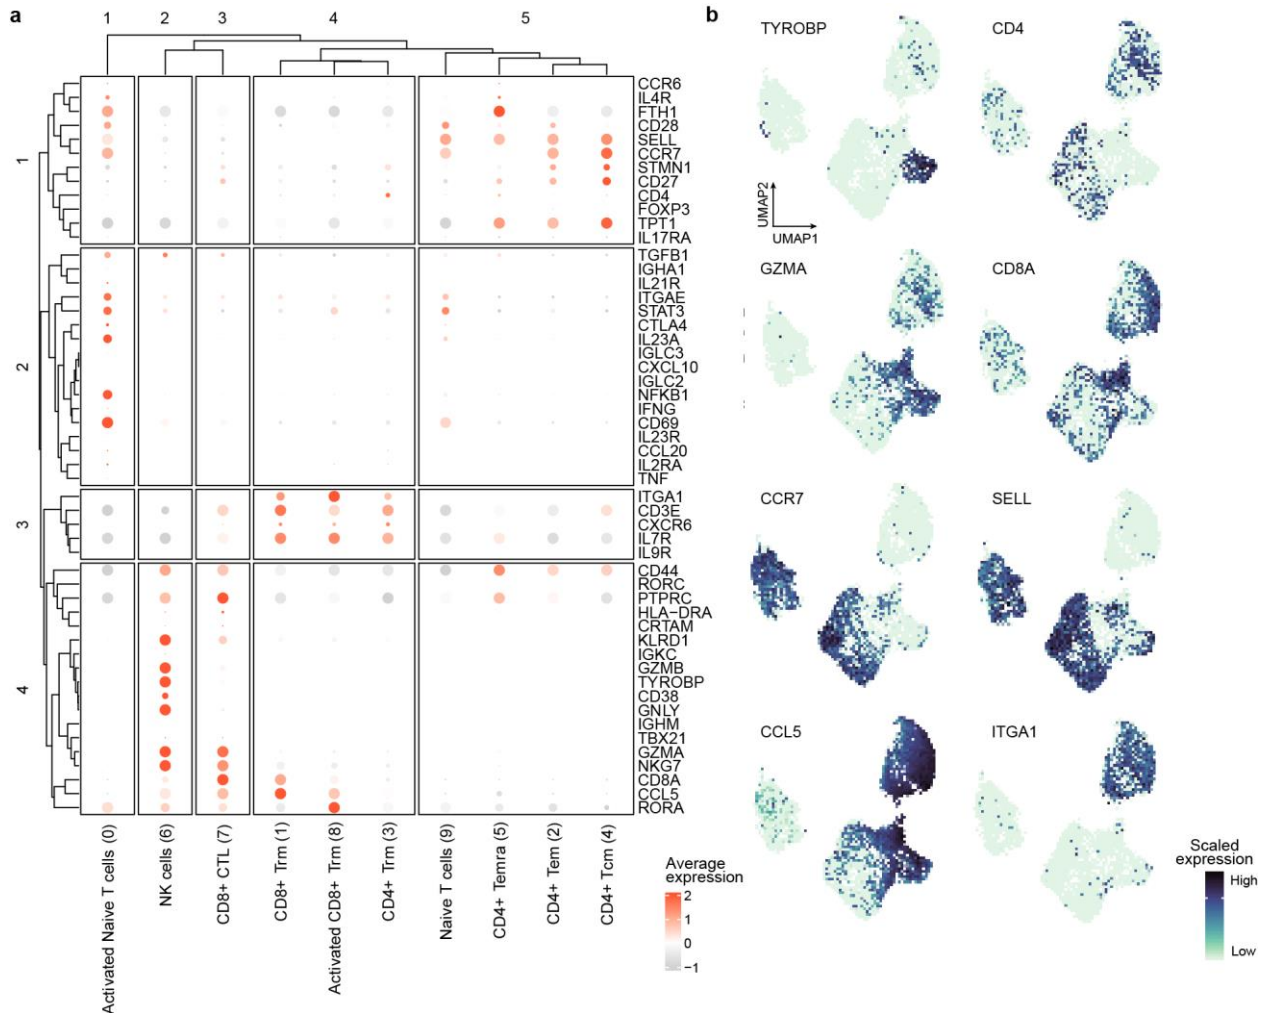 a
1 2 3 4 5
1
CCR6
IL4R
FTH1
CD28
SELL
CCR7
STMN1
CD27
CD4
FOXP3
TPT1
IL17RA
2
TGFB1
IGHA1
IL21R
ITGAE
STAT3
CTLA4
IL23A
IGLC3
CXCL10
IGLC2
NFKB1
IFNG
CD69
IL23R
CCL20
IL2RA
TNF
3
ITGA1
CD3E
CXCR6
IL7R
IL9R
4
CD44
RORC
PTPRC
HLA−DRA
CRTAM
KLRD1
IGKC
GZMB
TYROBP
CD38
GNLY
IGHM
TBX21
GZMA
NKG7
CD8A
CCL5
RORA
Activated Naive T cells (0)
NK cells (6)
CD8+ CTL (7)
CD8+ Trm (1)
Activated CD8+ Trm (8)
CD4+ Trm (3)
Naive T cells (9)
CD4+ Temra (5)
CD4+ Tem (2)
CD4+ Tcm (4)
Average
expression
2
1
0
−1
b
TYROBP
CD4
UMAP2
UMAP1
GZMA
CD8A
CCR7
SELL
CCL5
ITGA1
Scaled
expression
High
Low